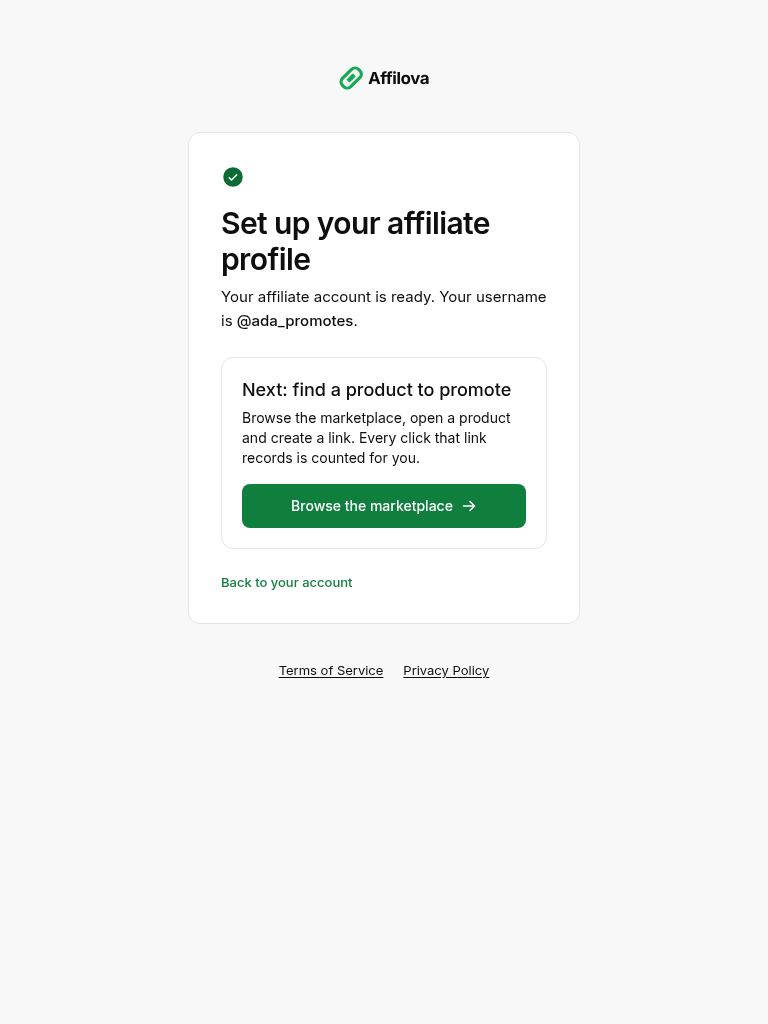 Affilova
Set up your affiliate
profile
Your affiliate account is ready. Your username
is @ada_promotes.
Next: find a product to promote
Browse the marketplace, open a product
and create a link. Every click that link
records is counted for you.
Browse the marketplace →
Back to your account
Terms of Service Privacy Policy